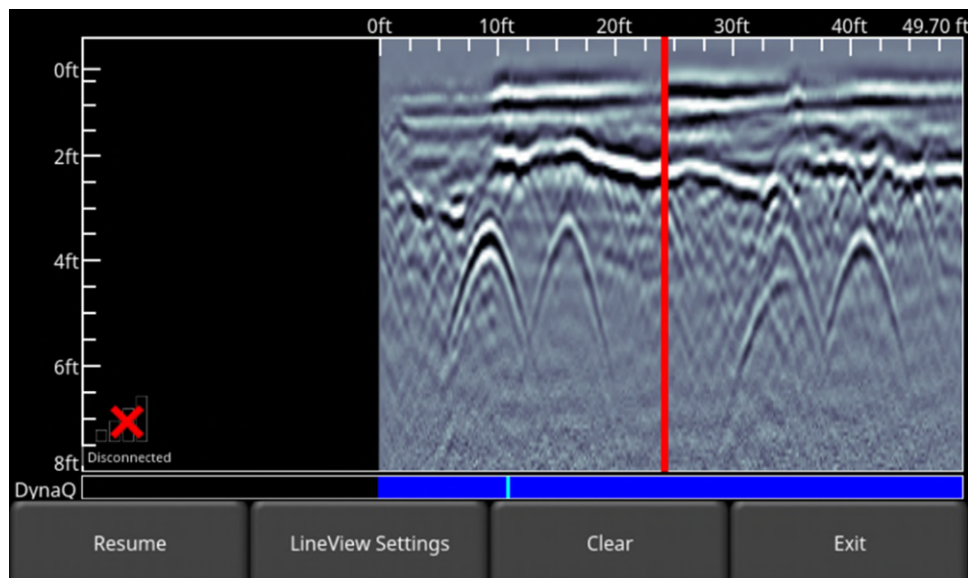 0ft 10ft 20ft 30ft 40ft 49.70 ft
0ft
2ft
4ft
6ft
8ft
Disconnected
DynaQ
Resume LineView Settings Clear Exit